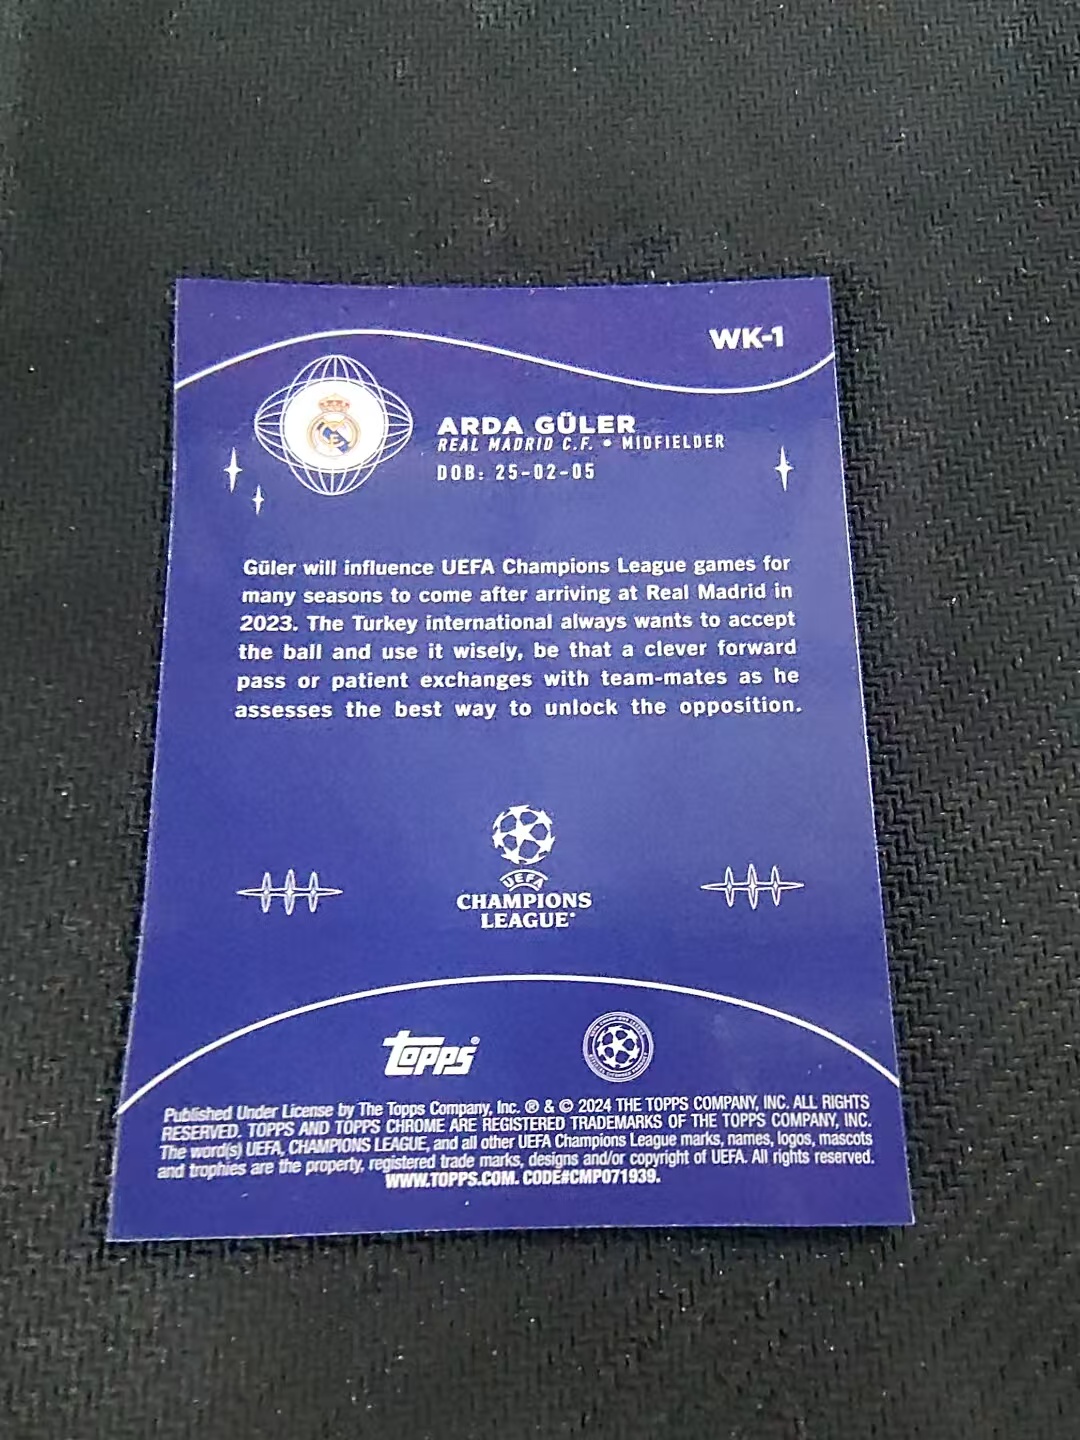 WK-1
ARDA GÜLER
REAL MADRID C.F. • MIDFIELDER
DOB: 25-02-05
Güler will influence UEFA Champions League games for
many seasons to come after arriving at Real Madrid in
2023. The Turkey international always wants to accept
the ball and use it wisely, be that a clever forward
pass or patient exchanges with team-mates as he
assesses the best way to unlock the opposition.
UEFA
CHAMPIONS
LEAGUE®
topps®
Published Under License by The Topps Company, Inc. ® & © 2024 THE TOPPS COMPANY, INC. ALL RIGHTS
RESERVED. TOPPS AND TOPPS CHROME ARE REGISTERED TRADEMARKS OF THE TOPPS COMPANY, INC.
The word(s) UEFA, CHAMPIONS LEAGUE, and all other UEFA Champions League marks, names, logos, mascots
and trophies are the property, registered trade marks, designs and/or copyright of UEFA. All rights reserved.
WWW.TOPPS.COM. CODE#CMP071939.